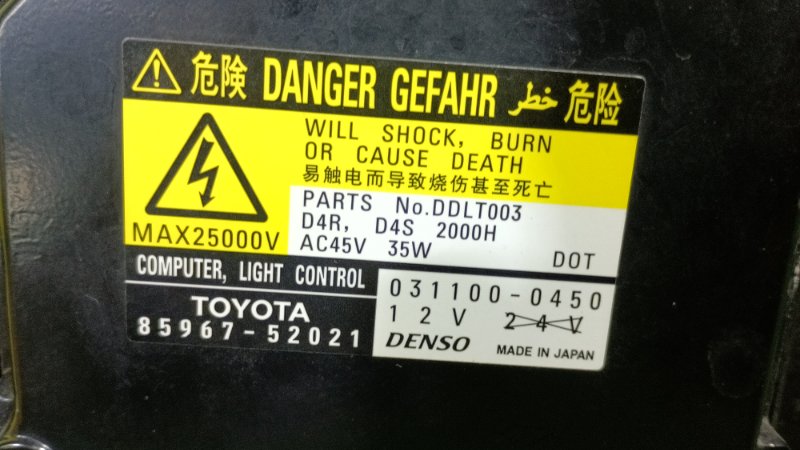 危険 DANGER GEFAHR خطر 危险
WILL SHOCK, BURN
OR CAUSE DEATH
易触电而导致烧伤甚至死亡
MAX25000V
PARTS No.DDLT003
D4R, D4S 2000H
AC45V 35W DOT
COMPUTER, LIGHT CONTROL
TOYOTA
85967-52021
031100-0450
12V 24V
DENSO MADE IN JAPAN